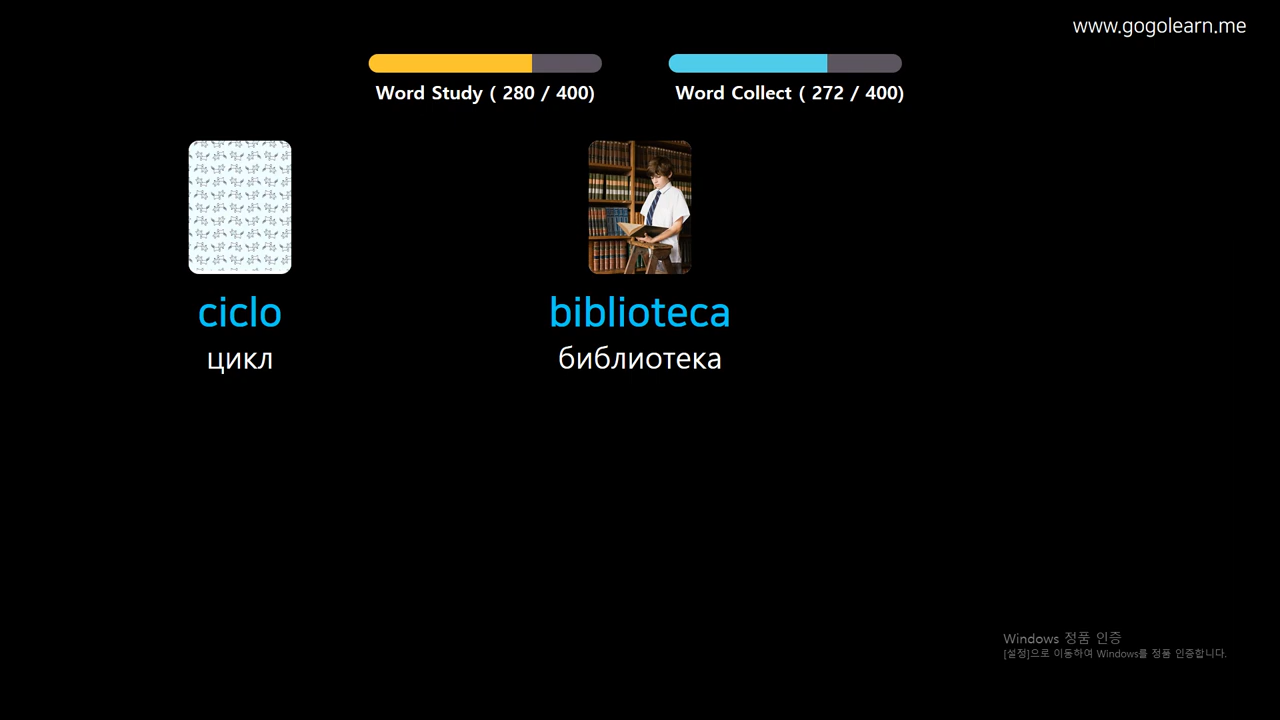 www.gogolearn.me
Word Study ( 280 / 400)
Word Collect ( 272 / 400)
ciclo
biblioteca
цикл
библиотека
Windows 정품 인증
[설정]으로 이동하여 Windows를 정품 인증합니다.